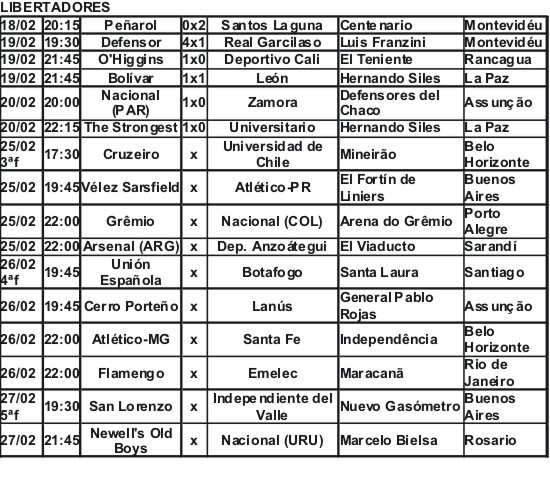 LIBERTADORES
18/02 20:15 Peñarol 0x2 Santos Laguna Centenario Montevidéu
19/02 19:30 Defensor 4x1 Real Garcilaso Luis Franzini Montevidéu
19/02 21:45 O'Higgins 1x0 Deportivo Cali El Teniente Rancagua
19/02 21:45 Bolívar 1x1 León Hernando Siles La Paz
20/02 20:00 Nacional (PAR) 1x0 Zamora Defensores del Chaco Assunção
20/02 22:15 The Strongest 1x0 Universitario Hernando Siles La Paz
25/02 3ªf 17:30 Cruzeiro x Universidad de Chile Mineirão Belo Horizonte
25/02 19:45 Vélez Sarsfield x Atlético-PR El Fortín de Liniers Buenos Aires
25/02 22:00 Grêmio x Nacional (COL) Arena do Grêmio Porto Alegre
25/02 22:00 Arsenal (ARG) x Dep. Anzoátegui El Viaducto Sarandí
26/02 4ªf 19:45 Unión Española x Botafogo Santa Laura Santiago
26/02 19:45 Cerro Porteño x Lanús General Pablo Rojas Assunção
26/02 22:00 Atlético-MG x Santa Fe Independência Belo Horizonte
26/02 22:00 Flamengo x Emelec Maracanã Rio de Janeiro
27/02 5ªf 19:30 San Lorenzo x Independiente del Valle Nuevo Gasómetro Buenos Aires
27/02 21:45 Newell's Old Boys x Nacional (URU) Marcelo Bielsa Rosario